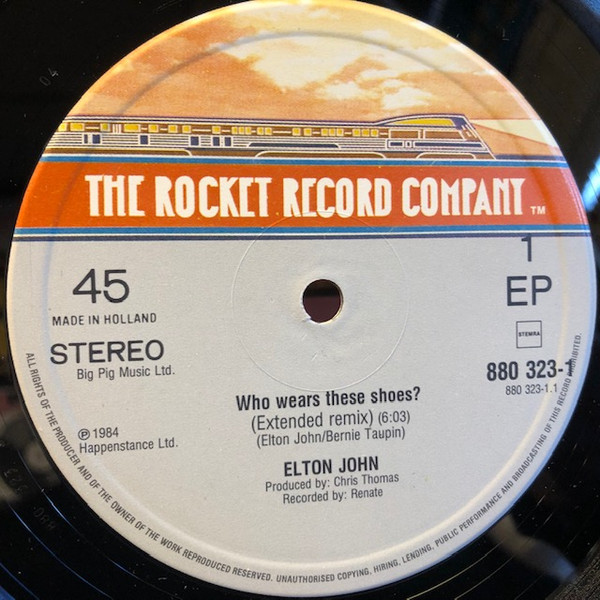 THE ROCKET RECORD COMPANY TM
45
MADE IN HOLLAND
STEREO
Big Pig Music Ltd.
1
EP
STEMRA
880 323-1
880 323-1.1
Who wears these shoes?
(Extended remix) (6:03)
(Elton John/Bernie Taupin)
℗ 1984
Happenstance Ltd.
ELTON JOHN
Produced by: Chris Thomas
Recorded by: Renate
ALL RIGHTS OF THE PRODUCER AND OF THE OWNER OF THE WORK REPRODUCED RESERVED. UNAUTHORISED COPYING, HIRING, LENDING, PUBLIC PERFORMANCE AND BROADCASTING OF THIS RECORD PROHIBITED.